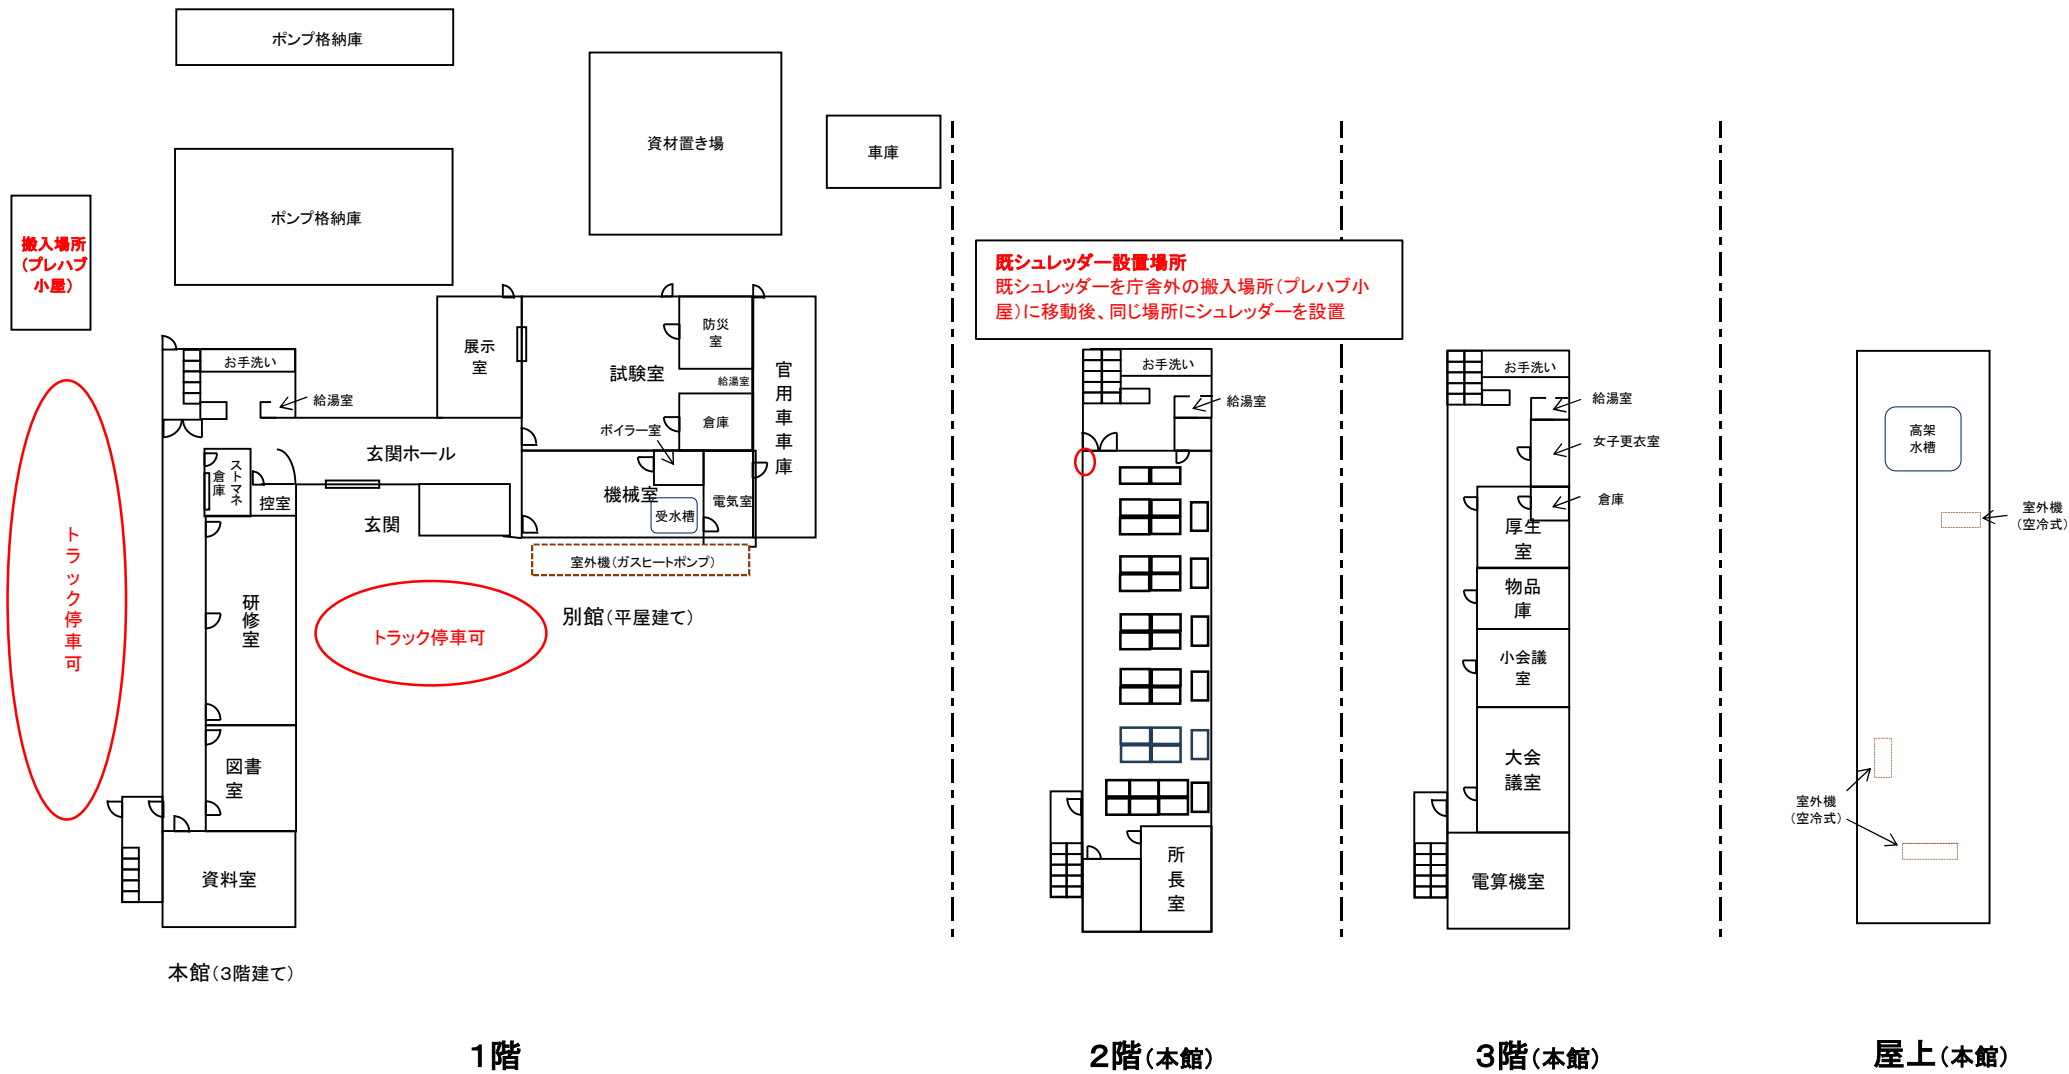 ポンプ格納庫
ポンプ格納庫
資材置き場
車庫
搬入場所
（プレハブ
小屋）
トラック停車可
お手洗い
給湯室
展示
室
試験室
防災
室
給湯室
倉庫
官用車車庫
玄関ホール
ボイラー室
機械室
受水槽
電気室
ストマネ
倉庫
控室
玄関
室外機（ガスヒートポンプ）
別館（平屋建て）
トラック停車可
研修室
図書
室
資料室
本館（3階建て）
1階
既シュレッダー設置場所
既シュレッダーを庁舎外の搬入場所（プレハブ小
屋）に移動後、同じ場所にシュレッダーを設置
お手洗い
給湯室
所長室
2階（本館）
お手洗い
給湯室
女子更衣室
倉庫
厚生
室
物品
庫
小会議
室
大会
議室
電算機室
3階（本館）
高架
水槽
室外機
（空冷式）
室外機
（空冷式）
屋上（本館）